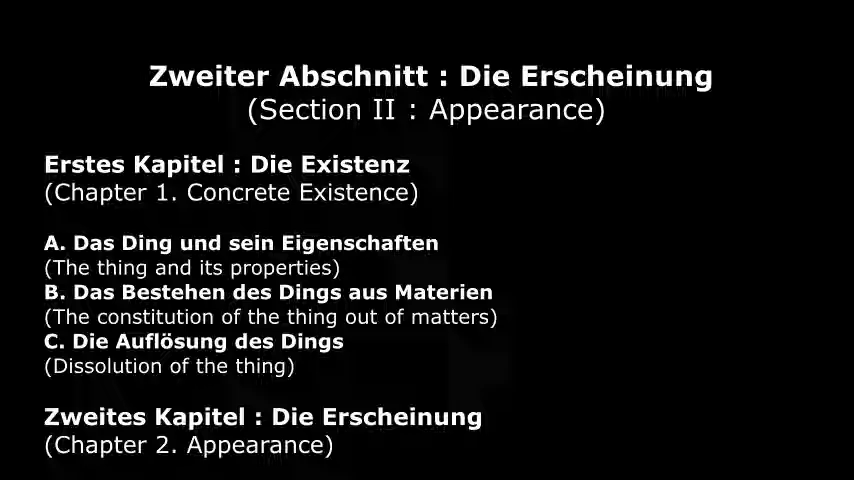 Zweiter Abschnitt : Die Erscheinung
(Section II : Appearance)
Erstes Kapitel : Die Existenz
(Chapter 1. Concrete Existence)
A. Das Ding und sein Eigenschaften
(The thing and its properties)
B. Das Bestehen des Dings aus Materien
(The constitution of the thing out of matters)
C. Die Auflösung des Dings
(Dissolution of the thing)
Zweites Kapitel : Die Erscheinung
(Chapter 2. Appearance)